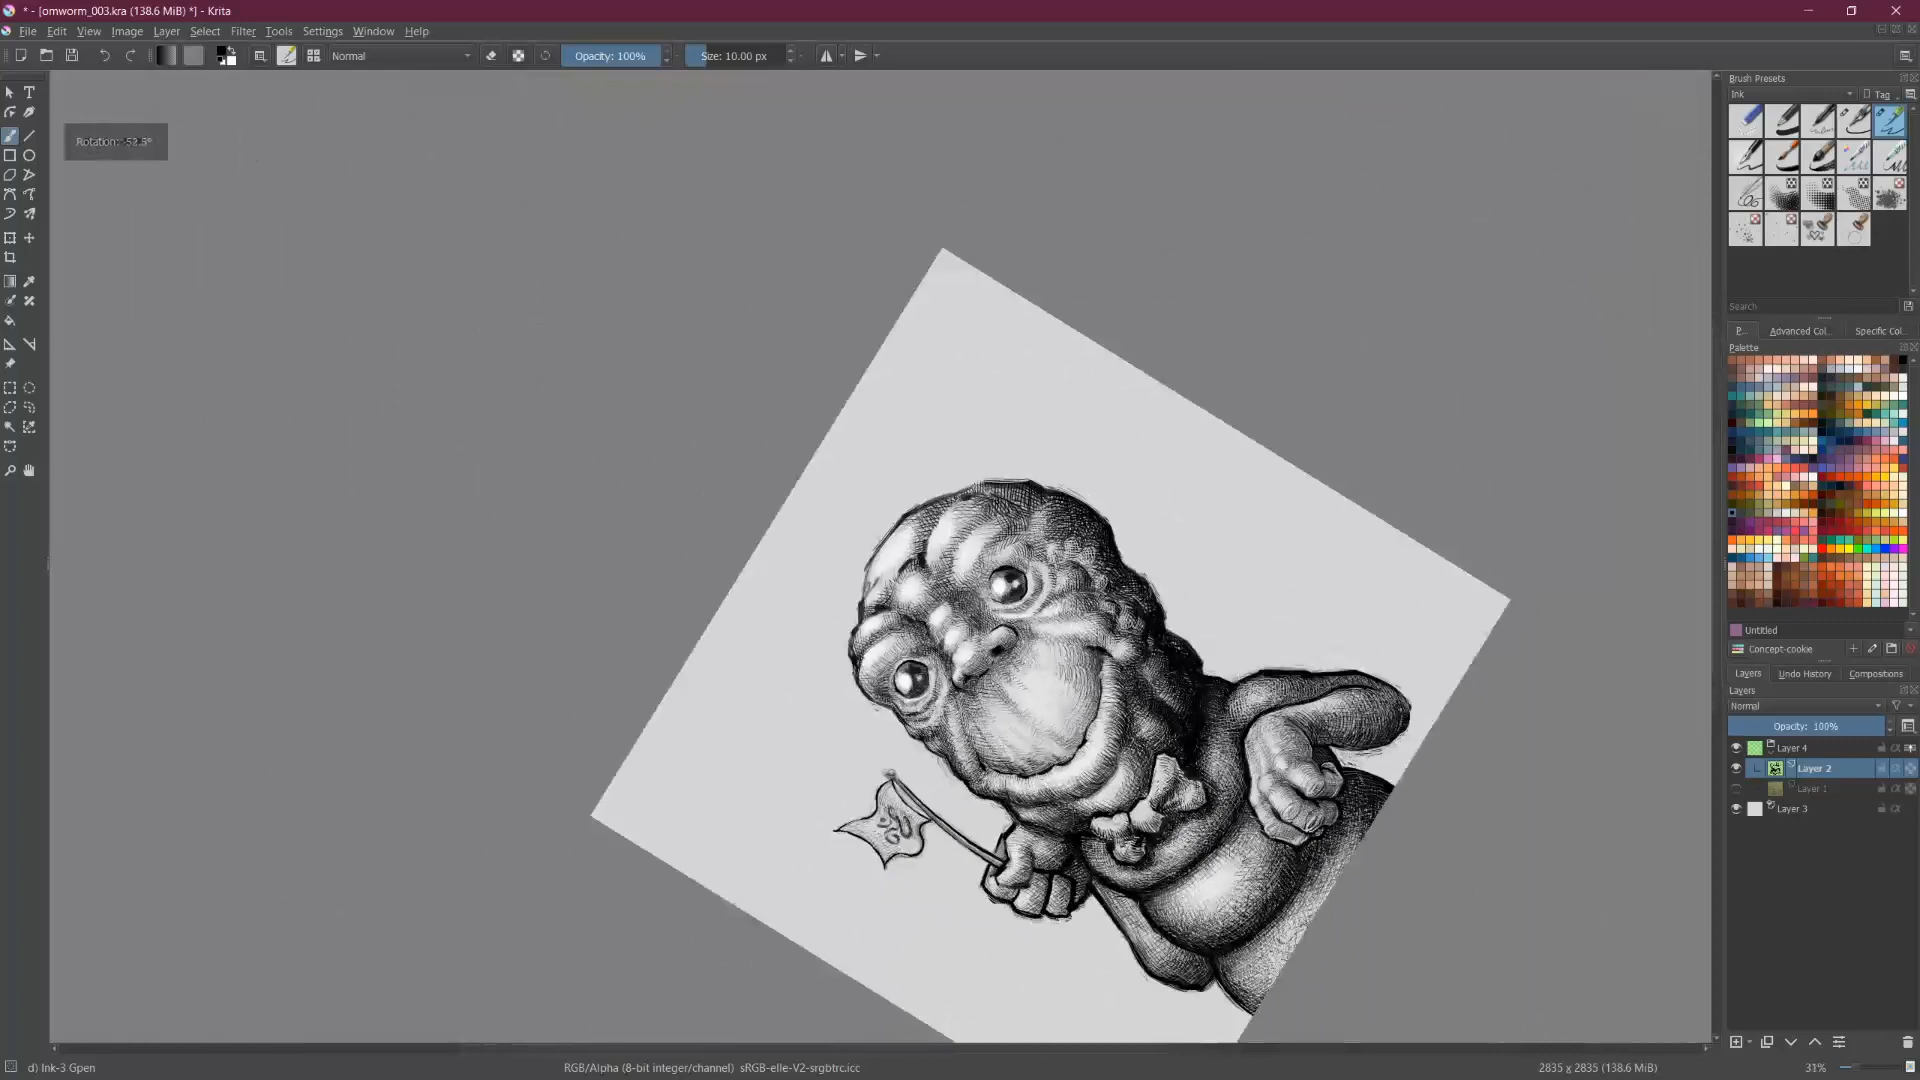 * - [omworm_003.kra (138.6 MiB) *] - Krita
File Edit View Image Layer Select Filter Tools Settings Window Help
Normal
Opacity: 100%
Size: 10.00 px
Brush Presets
Ink
Tag
Search
P...
Advanced Col...
Specific Col...
Palette
Untitled
Concept-cookie
Layers
Undo History
Compositions
Layers
Normal
Opacity: 100%
Layer 4
Layer 2
Layer 1
Layer 3
d) Ink-3 Gpen
RGB/Alpha (8-bit integer/channel) sRGB-elle-V2-srgbtrc.icc
2835 x 2835 (138.6 MiB)
31%
Rotation: